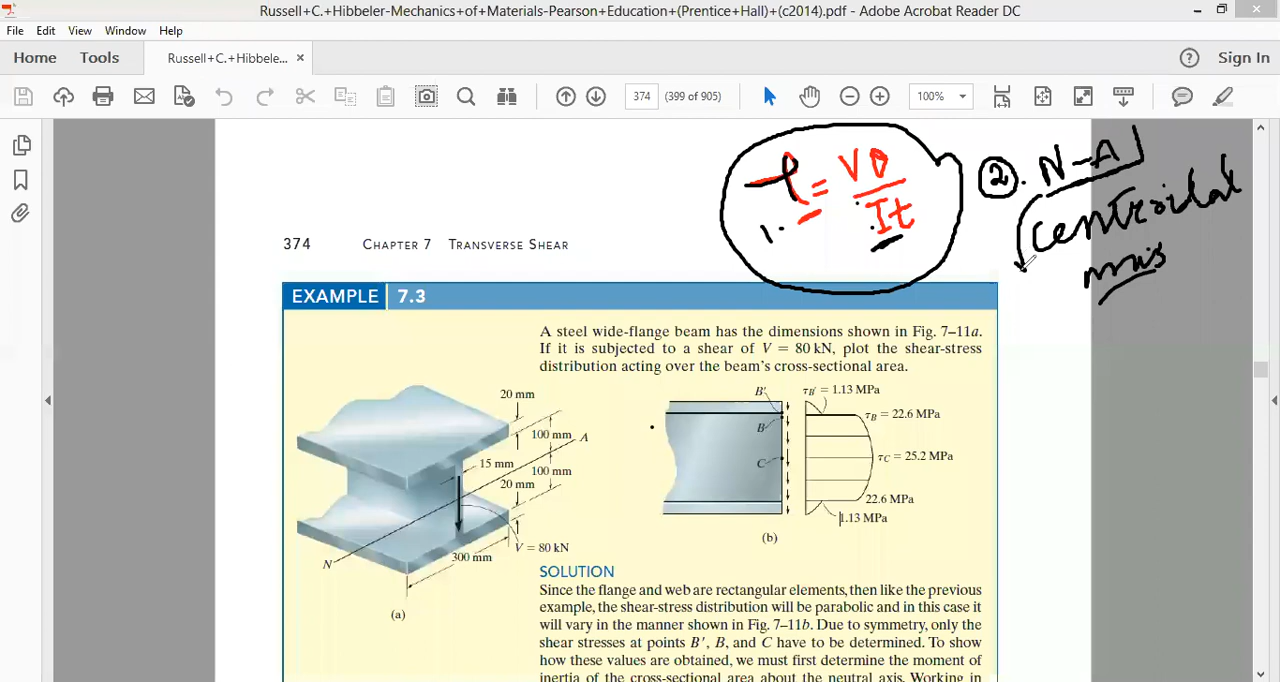 Russell+C.+Hibbeler-Mechanics+of+Materials-Pearson+Education+(Prentice+Hall)+(c2014).pdf - Adobe Acrobat Reader DC
File Edit View Window Help
Home Tools Russell+C.+Hibbele... × Sign In
374 (399 of 905) 100%
τ = VQ
It
1.
2. N-A
Centroidal
axis
374 CHAPTER 7 TRANSVERSE SHEAR
EXAMPLE 7.3
A steel wide-flange beam has the dimensions shown in Fig. 7–11a.
If it is subjected to a shear of V = 80 kN, plot the shear-stress
distribution acting over the beam's cross-sectional area.
20 mm
100 mm
A
15 mm
100 mm
20 mm
N
300 mm
V = 80 kN
(a)
B′
τB′ = 1.13 MPa
B
τB = 22.6 MPa
C
τC = 25.2 MPa
22.6 MPa
1.13 MPa
(b)
SOLUTION
Since the flange and web are rectangular elements, then like the previous
example, the shear-stress distribution will be parabolic and in this case it
will vary in the manner shown in Fig. 7–11b. Due to symmetry, only the
shear stresses at points B′, B, and C have to be determined. To show
how these values are obtained, we must first determine the moment of
inertia of the cross-sectional area about the neutral axis. Working in